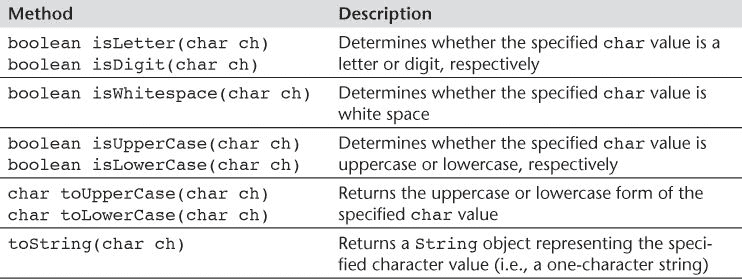 Method Description
boolean isLetter(char ch) Determines whether the specified char value is a
boolean isDigit(char ch) letter or digit, respectively
boolean isWhitespace(char ch) Determines whether the specified char value is
white space
boolean isUpperCase(char ch) Determines whether the specified char value is
boolean isLowerCase(char ch) uppercase or lowercase, respectively
char toUpperCase(char ch) Returns the uppercase or lowercase form of the
char toLowerCase(char ch) specified char value
toString(char ch) Returns a String object representing the speci-
fied character value (i.e., a one-character string)